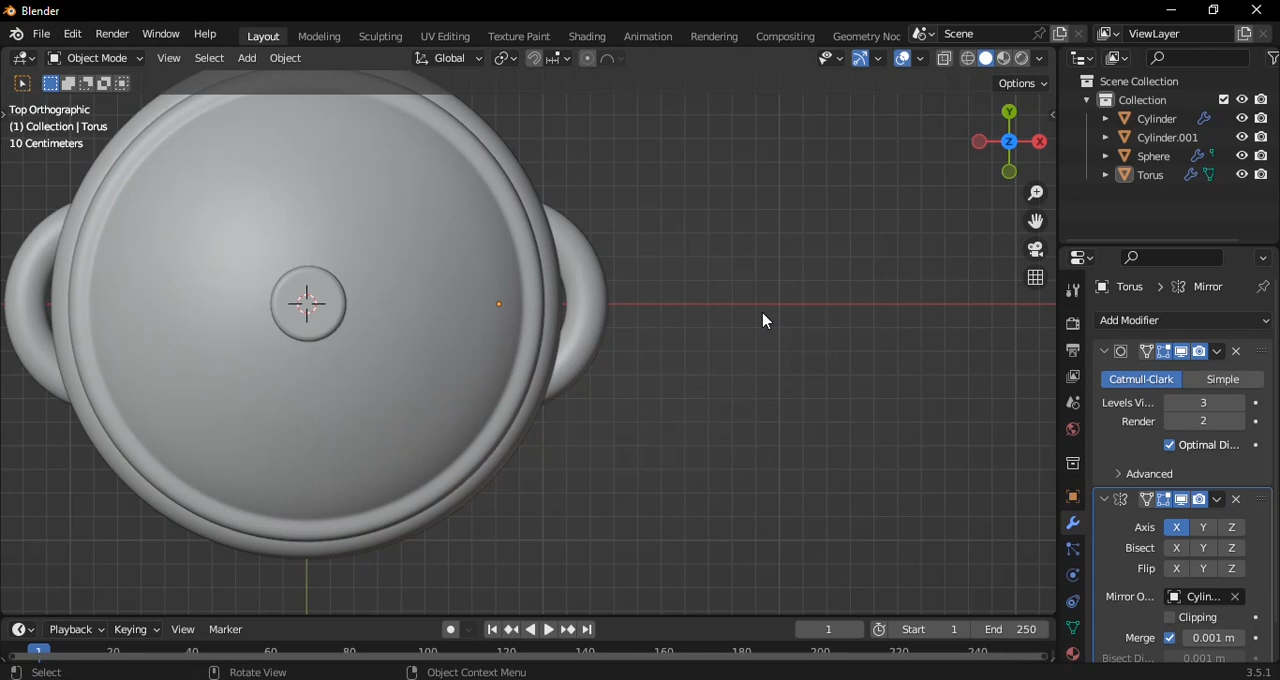 Blender
File Edit Render Window Help Layout Modeling Sculpting UV Editing Texture Paint Shading Animation Rendering Compositing Geometry Noc Scene ViewLayer
Object Mode View Select Add Object Global
Options
Top Orthographic
(1) Collection | Torus
10 Centimeters
Y
X
Z
Scene Collection
Collection
Cylinder
Cylinder.001
Sphere
Torus
Torus > Mirror
Add Modifier
Catmull-Clark Simple
Levels Vi... 3
Render 2
Optimal Di...
Advanced
Axis X Y Z
Bisect X Y Z
Flip X Y Z
Mirror O... Cylin...
Clipping
Merge 0.001 m
Bisect Di... 0.001 m
Playback Keying View Marker 1 Start 1 End 250
1 20 40 60 80 100 120 140 160 180 200 220 240
Select Rotate View Object Context Menu 3.5.1